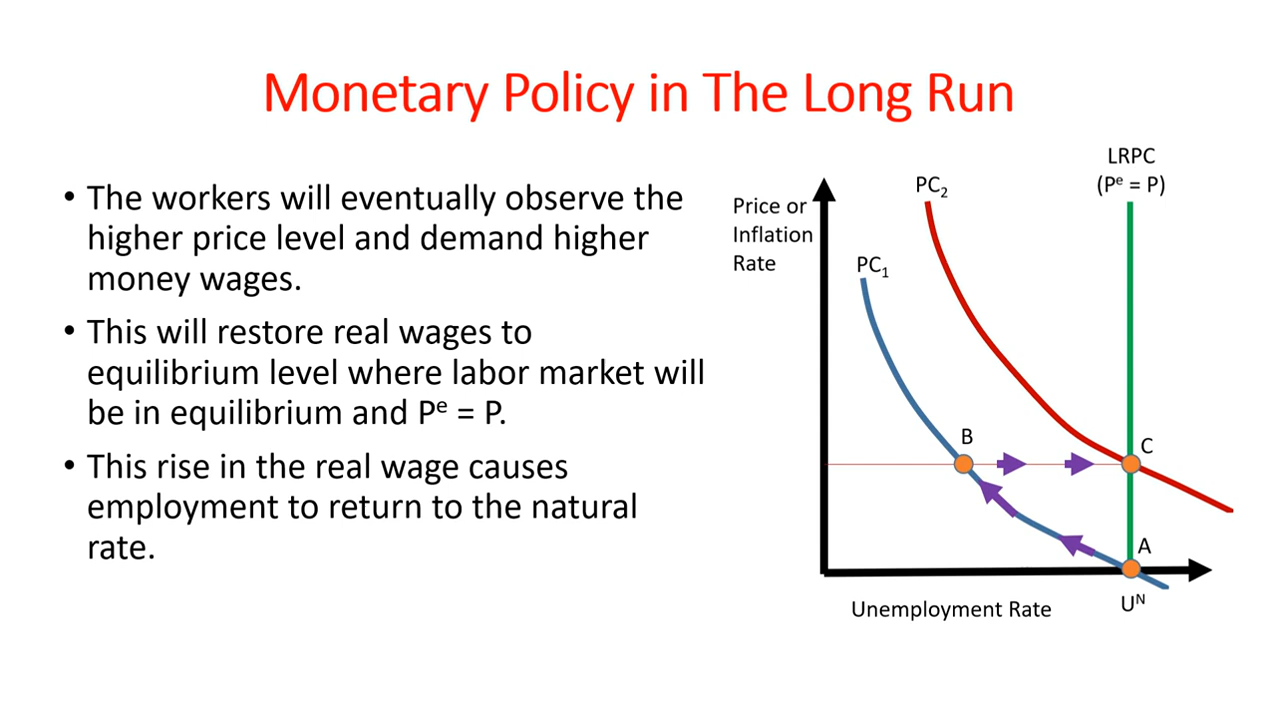 Monetary Policy in The Long Run
• The workers will eventually observe the
higher price level and demand higher
money wages.
• This will restore real wages to
equilibrium level where labor market will
be in equilibrium and Pᵉ = P.
• This rise in the real wage causes
employment to return to the natural
rate.
LRPC
(Pᵉ = P)
PC₂
Price or
Inflation
Rate
PC₁
B
C
A
Unemployment Rate
Uᴺ